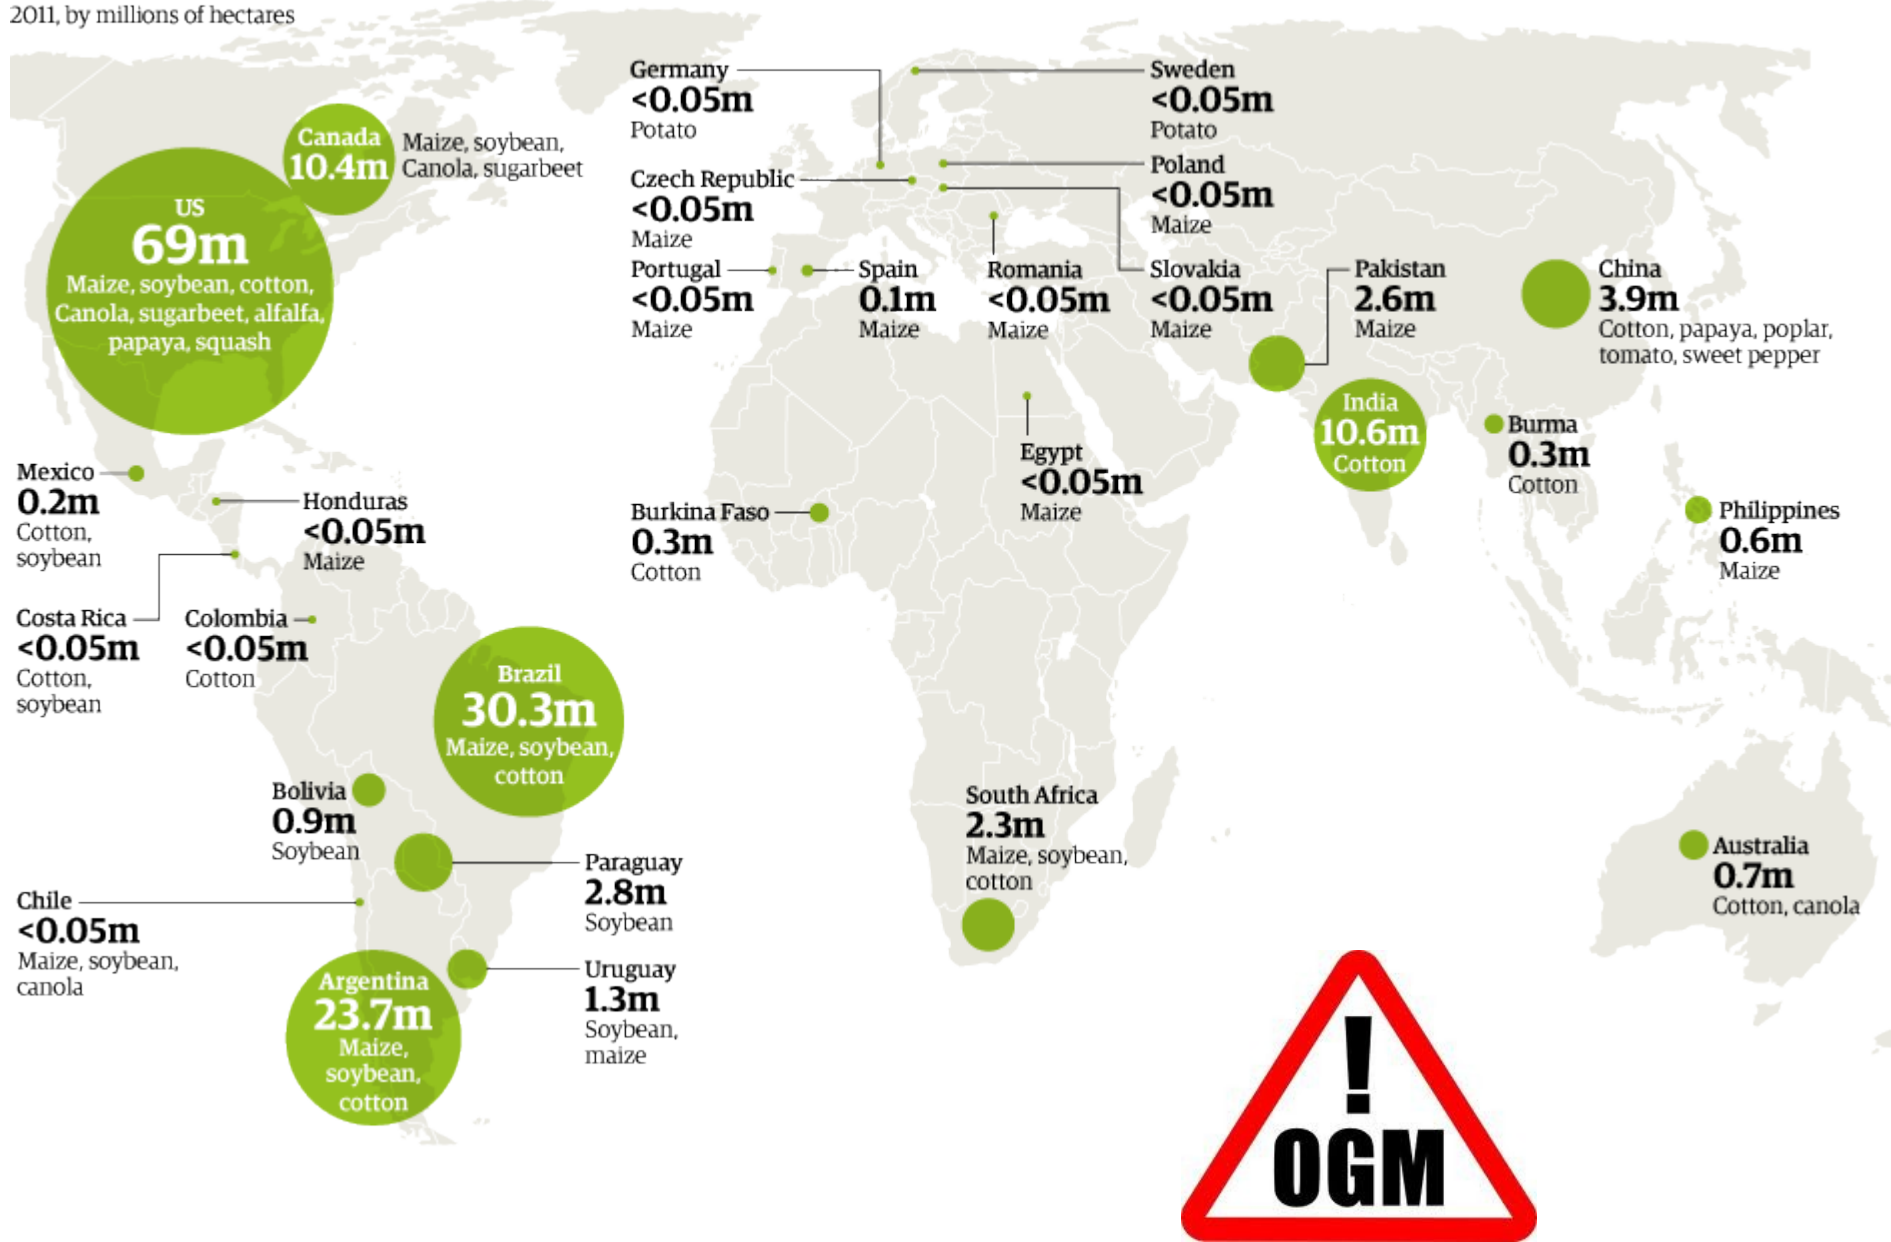 2011, by millions of hectares
Canada
10.4m
Maize, soybean,
Canola, sugarbeet
US
69m
Maize, soybean, cotton,
Canola, sugarbeet, alfalfa,
papaya, squash
Mexico
0.2m
Cotton,
soybean
Honduras
<0.05m
Maize
Costa Rica
<0.05m
Cotton,
soybean
Colombia
<0.05m
Cotton
Brazil
30.3m
Maize, soybean,
cotton
Bolivia
0.9m
Soybean
Paraguay
2.8m
Soybean
Chile
<0.05m
Maize, soybean,
canola
Argentina
23.7m
Maize,
soybean,
cotton
Uruguay
1.3m
Soybean,
maize
Germany
<0.05m
Potato
Sweden
<0.05m
Potato
Czech Republic
<0.05m
Maize
Poland
<0.05m
Maize
Portugal
<0.05m
Maize
Spain
0.1m
Maize
Romania
<0.05m
Maize
Slovakia
<0.05m
Maize
Pakistan
2.6m
Maize
China
3.9m
Cotton, papaya, poplar,
tomato, sweet pepper
India
10.6m
Cotton
Burma
0.3m
Cotton
Egypt
<0.05m
Maize
Burkina Faso
0.3m
Cotton
Philippines
0.6m
Maize
South Africa
2.3m
Maize, soybean,
cotton
Australia
0.7m
Cotton, canola
!
OGM